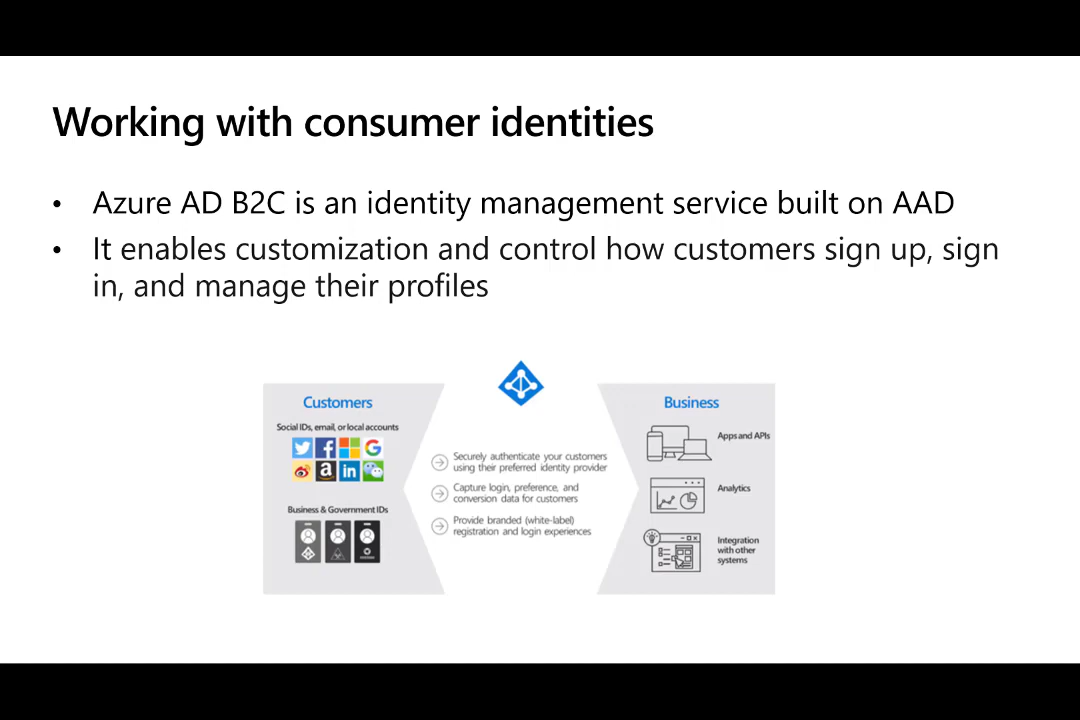 Working with consumer identities
• Azure AD B2C is an identity management service built on AAD
• It enables customization and control how customers sign up, sign
in, and manage their profiles
Customers
Social IDs, email, or local accounts
Business & Government IDs
Securely authenticate your customers
using their preferred identity provider
Capture login, preference, and
conversion data for customers
Provide branded (white-label)
registration and login experiences
Business
Apps and APIs
Analytics
Integration
with other
systems